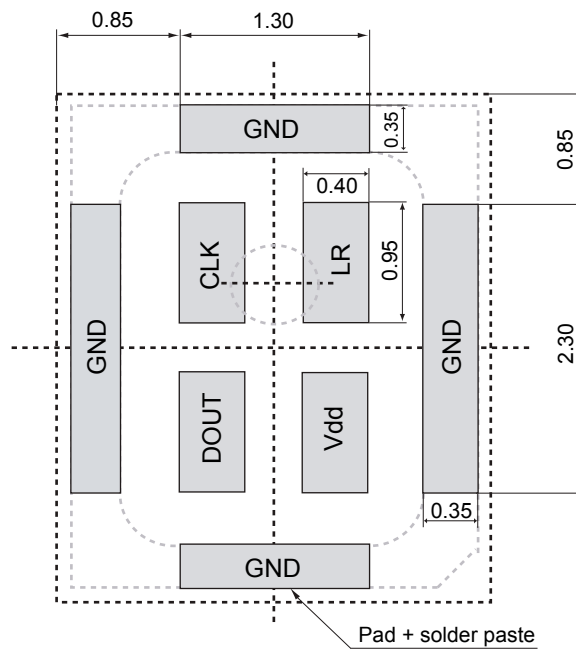 0.85
1.30
GND
0.35
0.85
0.40
CLK
LR
0.95
GND
GND
2.30
DOUT
Vdd
0.35
GND
Pad + solder paste